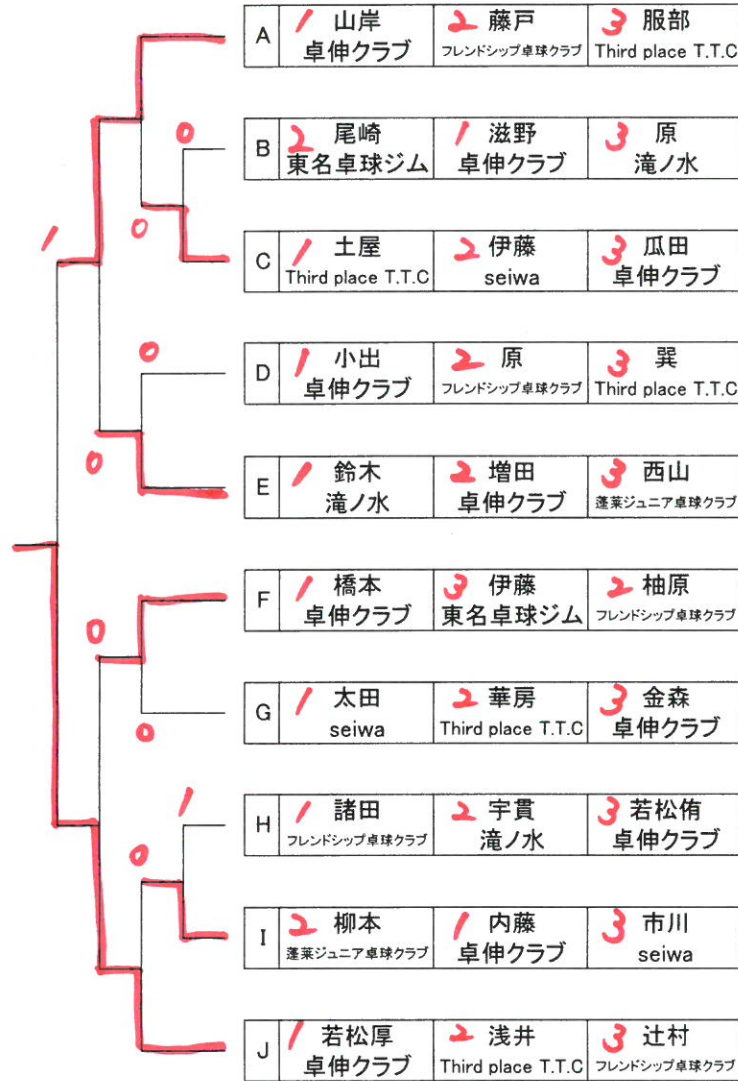 A 1 山岸 2 藤戸 3 服部
卓伸クラブ フレンドシップ卓球クラブ Third place T.T.C
0
B 2 尾崎 1 滋野 3 原
東名卓球ジム 卓伸クラブ 滝ノ水
1 0
C 1 土屋 2 伊藤 3 瓜田
Third place T.T.C seiwa 卓伸クラブ
0
D 1 小出 2 原 3 巽
卓伸クラブ フレンドシップ卓球クラブ Third place T.T.C
0
E 1 鈴木 2 増田 3 西山
滝ノ水 卓伸クラブ 蓬莱ジュニア卓球クラブ
F 1 橋本 3 伊藤 2 柚原
卓伸クラブ 東名卓球ジム フレンドシップ卓球クラブ
0
G 1 太田 2 華房 3 金森
seiwa Third place T.T.C 卓伸クラブ
0
1
H 1 諸田 2 宇貫 3 若松侑
フレンドシップ卓球クラブ 滝ノ水 卓伸クラブ
0
I 2 柳本 1 内藤 3 市川
蓬莱ジュニア卓球クラブ 卓伸クラブ seiwa
J 1 若松厚 2 浅井 3 辻村
卓伸クラブ Third place T.T.C フレンドシップ卓球クラブ